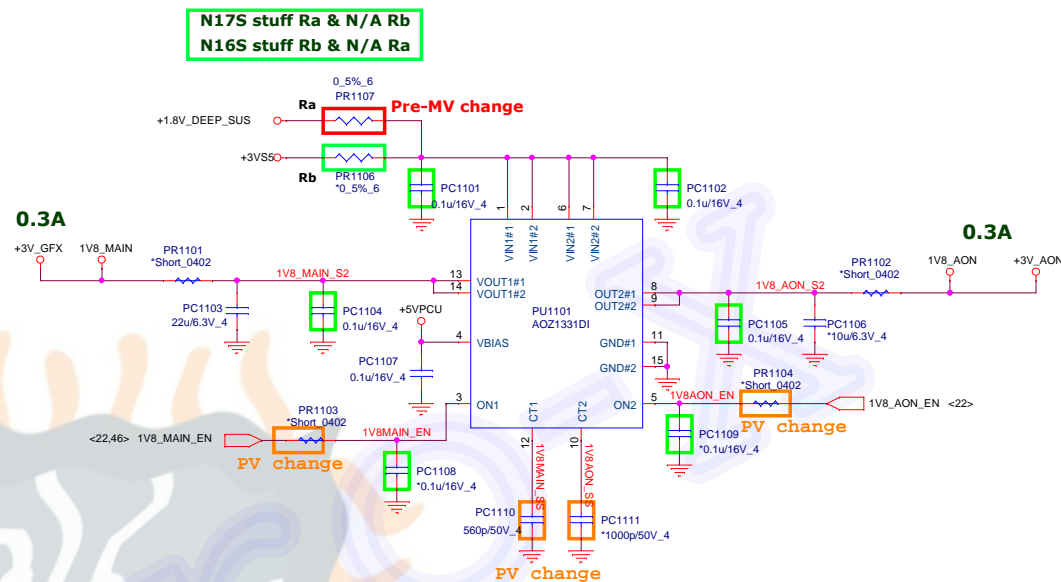 N17S stuff Ra & N/A Rb
N16S stuff Rb & N/A Ra
0_5%_6
PR1107
Ra
Pre-MV change
+1.8V_DEEP_SUS
+3VS5
Rb
PR1106
*0_5%_6
PC1101
0.1u/16V_4
PC1102
0.1u/16V_4
1
2
6
7
VIN1#1
VIN1#2
VIN2#1
VIN2#2
0.3A
+3V_GFX
1V8_MAIN
PR1101
*Short_0402
1V8_MAIN_S2
13
14
VOUT1#1
VOUT1#2
PU1101
AOZ1331DI
OUT2#1
OUT2#2
8
9
1V8_AON_S2
PR1102
*Short_0402
1V8_AON
+3V_AON
0.3A
PC1103
22u/6.3V_4
PC1104
0.1u/16V_4
+5VPCU
4
VBIAS
PC1107
0.1u/16V_4
GND#1
GND#2
11
15
PC1105
0.1u/16V_4
PC1106
*10u/6.3V_4
3
ON1
CT1
CT2
ON2
5
1V8AON_EN
PR1104
*Short_0402
1V8_AON_EN <22>
PV change
PC1109
*0.1u/16V_4
<22,46> 1V8_MAIN_EN
PR1103
*Short_0402
PV change
1V8MAIN_EN
PC1108
*0.1u/16V_4
12
10
1V8MAIN_SS
1V8AON_SS
PC1110
560p/50V_4
PC1111
*1000p/50V_4
PV change